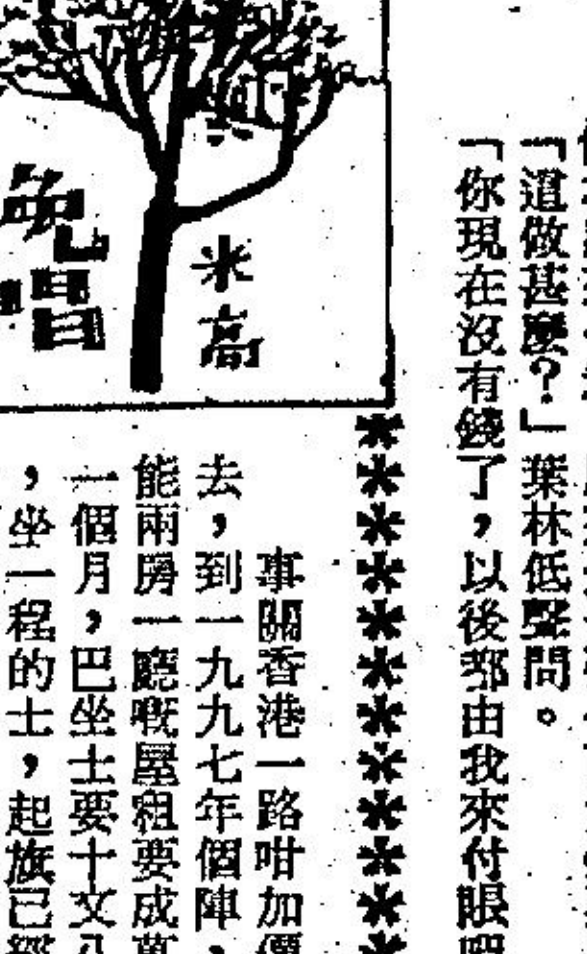 「這做甚麼?」葉林低聲問。
「你現在沒有錢了,以後都由我來付賬
米高
事關香港一路咁加價
去,到一九九七年個陣,
能兩房一廳嘅屋租要成萬
一個月,巴坐士要十文八
,坐一程的士,起旗已經